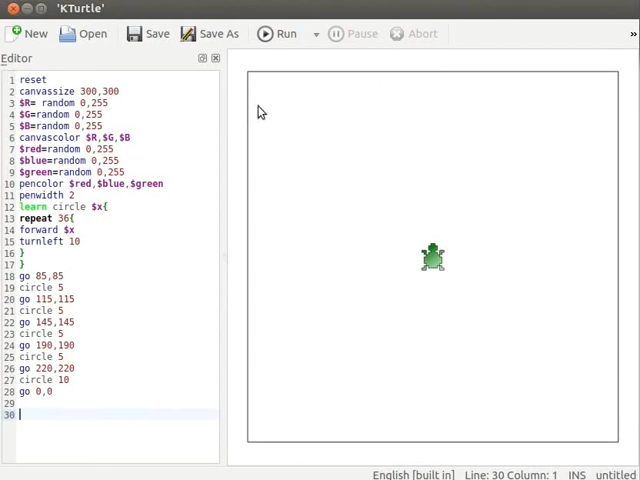 'KTurtle'
New Open Save Save As Run Pause Abort »
Editor
1 reset
2 canvassize 300,300
3 $R= random 0,255
4 $G=random 0,255
5 $B=random 0,255
6 canvascolor $R,$G,$B
7 $red=random 0,255
8 $blue=random 0,255
9 $green=random 0,255
10 pencolor $red,$blue,$green
11 penwidth 2
12 learn circle $x{
13 repeat 36{
14 forward $x
15 turnleft 10
16 }
17 }
18 go 85,85
19 circle 5
20 go 115,115
21 circle 5
22 go 145,145
23 circle 5
24 go 190,190
25 circle 5
26 go 220,220
27 circle 10
28 go 0,0
29
30
English [built in] Line: 30 Column: 1 INS untitled